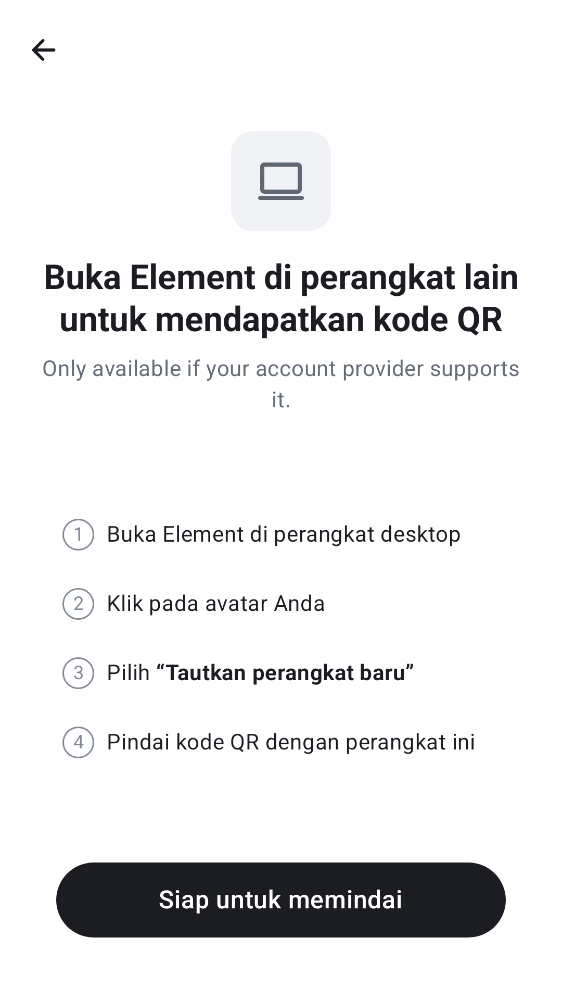 Buka Element di perangkat lain
untuk mendapatkan kode QR
Only available if your account provider supports
it.
1 Buka Element di perangkat desktop
2 Klik pada avatar Anda
3 Pilih “Tautkan perangkat baru”
4 Pindai kode QR dengan perangkat ini
Siap untuk memindai